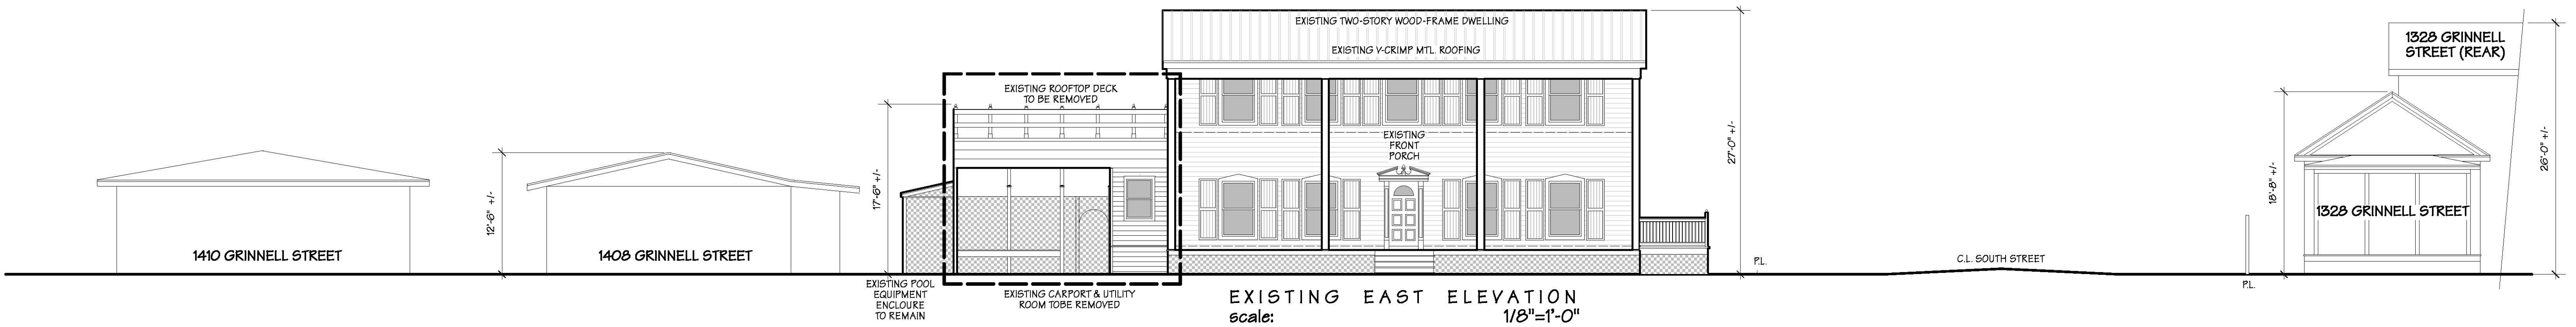 1410 GRINNELL STREET
12'-6" +/-
1408 GRINNELL STREET
17'-6" +/-
EXISTING POOL
EQUIPMENT
ENCLOURE
TO REMAIN
EXISTING ROOFTOP DECK
TO BE REMOVED
EXISTING CARPORT & UTILITY
ROOM TOBE REMOVED
EXISTING TWO-STORY WOOD-FRAME DWELLING
EXISTING V-CRIMP MTL. ROOFING
EXISTING
FRONT
PORCH
27'-0" +/-
P.L.
C.L. SOUTH STREET
P.L.
18'-8" +/-
1328 GRINNELL STREET
1328 GRINNELL
STREET (REAR)
26'-0" +/-
EXISTING EAST ELEVATION
scale: 1/8"=1'-0"